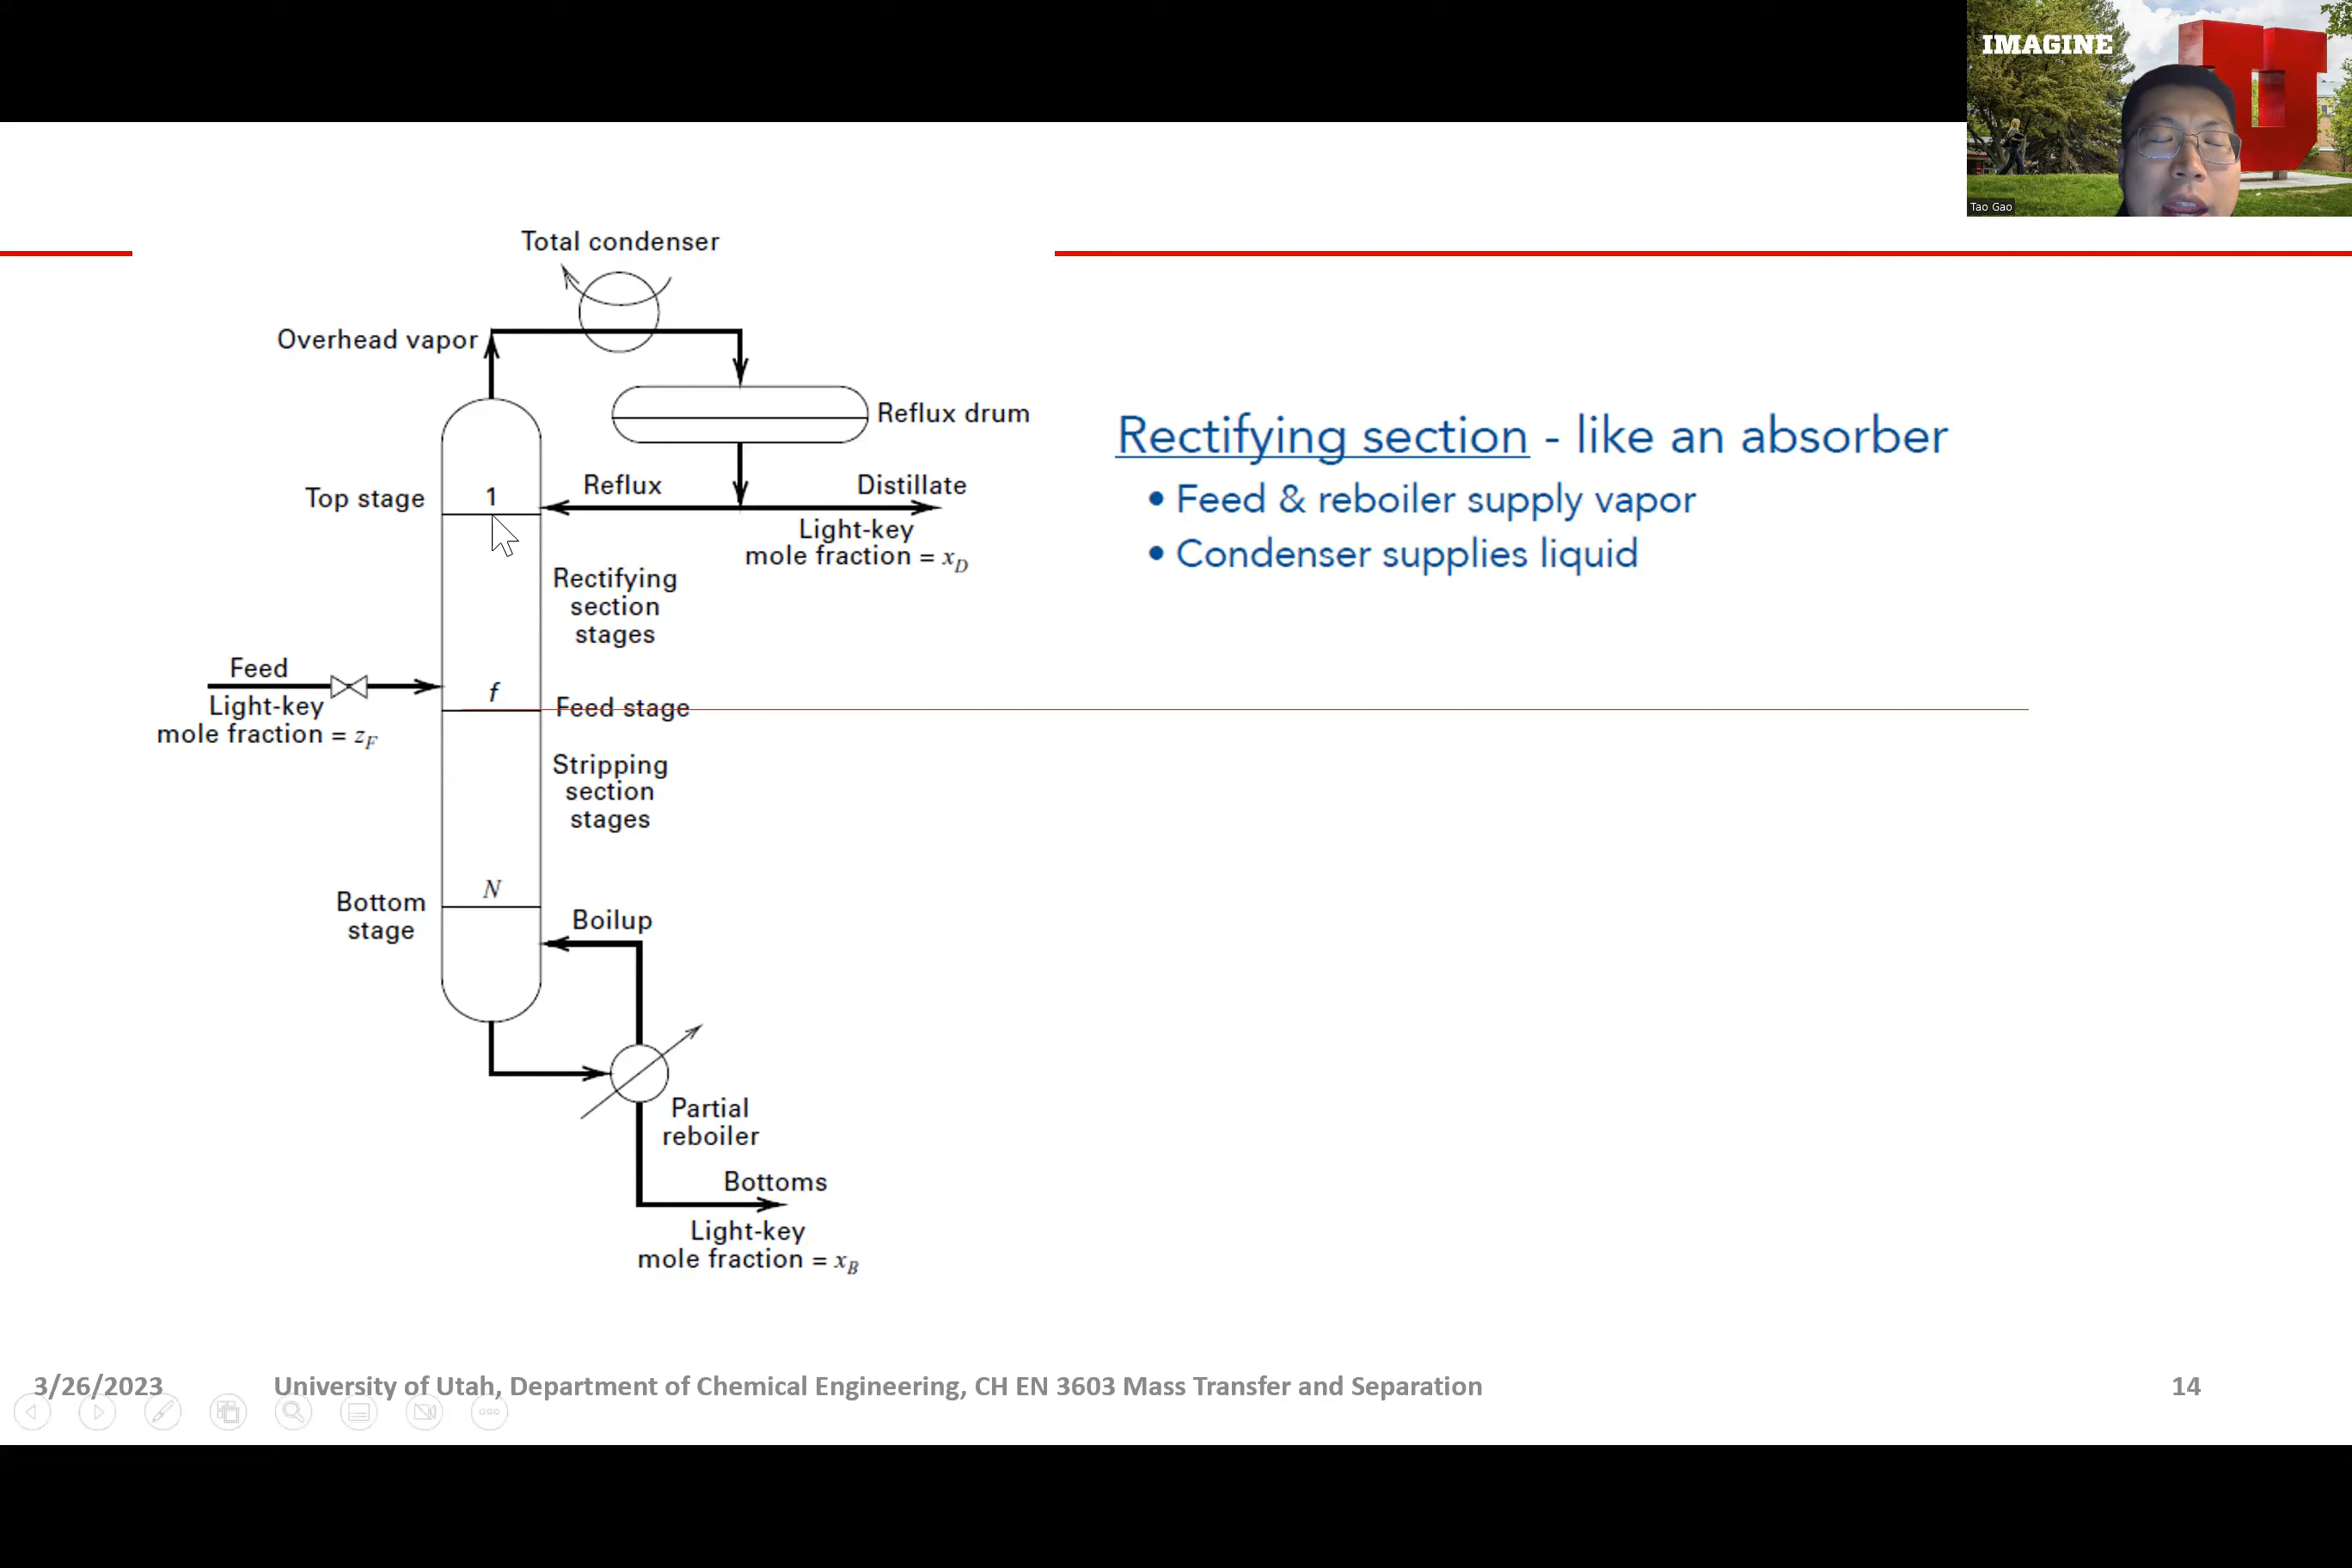 IMAGINE
Tao Gao
Total condenser
Overhead vapor
Reflux drum
Top stage
1
Reflux
Distillate
Light-key
mole fraction = xD
Rectifying
section
stages
Feed
Light-key
mole fraction = zF
f
Feed stage
Stripping
section
stages
N
Bottom
stage
Boilup
Partial
reboiler
Bottoms
Light-key
mole fraction = xB
Rectifying section - like an absorber
• Feed & reboiler supply vapor
• Condenser supplies liquid
3/26/2023
University of Utah, Department of Chemical Engineering, CH EN 3603 Mass Transfer and Separation
14